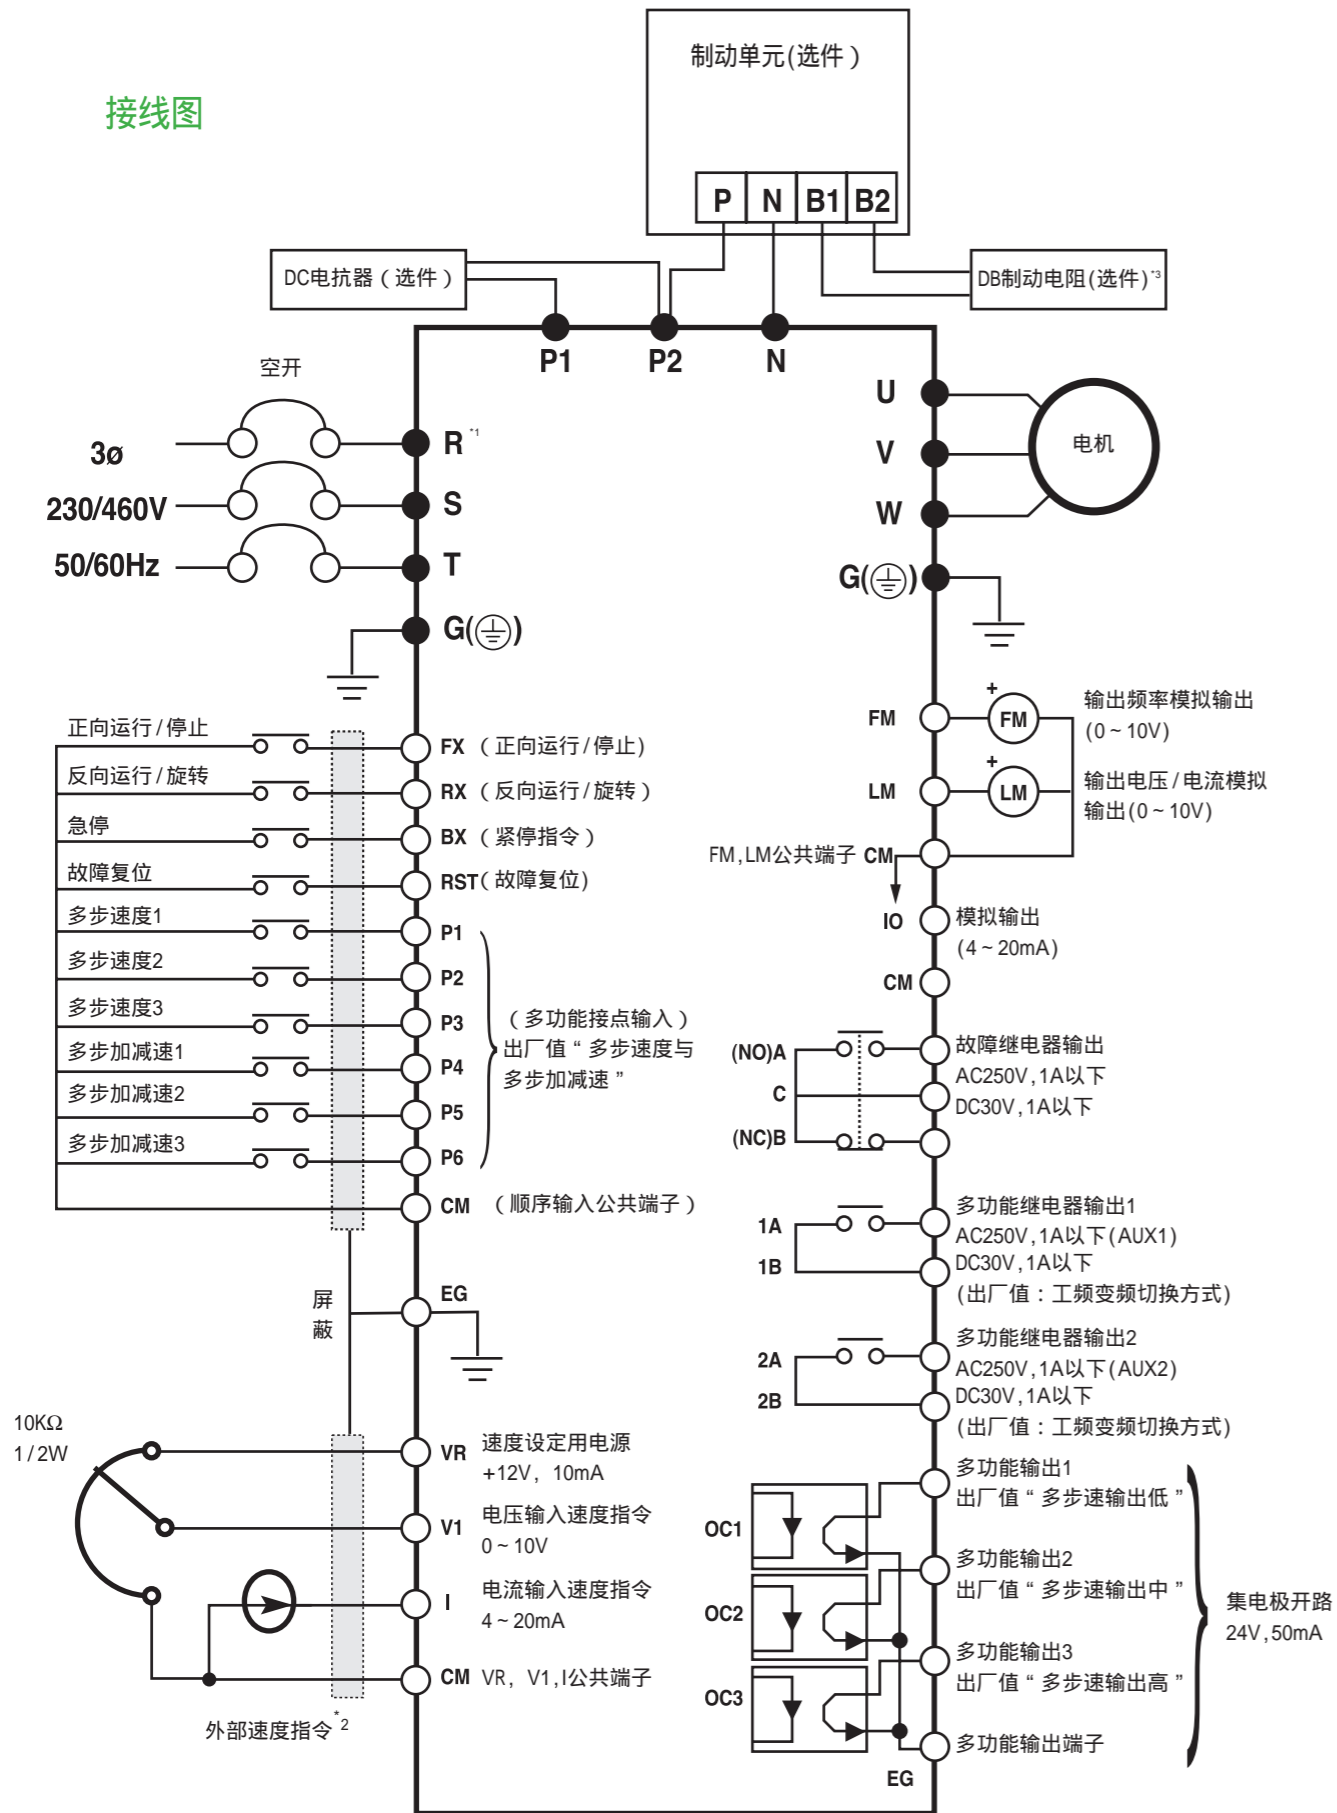 接线图
制动单元(选件)
P N B1 B2
DC电抗器(选件)
DB制动电阻(选件)*3
P1 P2 N
空开
3ø
230/460V
50/60Hz
R*1
S
T
G(⏚)
U
V
W
G(⏚)
电机
正向运行/停止
反向运行/旋转
急停
故障复位
多步速度1
多步速度2
多步速度3
多步加减速1
多步加减速2
多步加减速3
FX (正向运行/停止)
RX (反向运行/旋转)
BX (紧停指令)
RST(故障复位)
P1
P2
P3
P4
P5
P6
(多功能接点输入)
出厂值“多步速度与
多步加减速”
CM (顺序输入公共端子)
屏
蔽
EG
10KΩ
1/2W
VR 速度设定用电源
+12V, 10mA
V1 电压输入速度指令
0~10V
I 电流输入速度指令
4~20mA
CM VR, V1,I公共端子
外部速度指令*2
FM
+
FM
输出频率模拟输出
(0~10V)
LM
+
LM
输出电压/电流模拟
输出(0~10V)
FM,LM公共端子 CM
IO
模拟输出
(4~20mA)
CM
(NO)A
C
(NC)B
故障继电器输出
AC250V,1A以下
DC30V,1A以下
1A
1B
多功能继电器输出1
AC250V,1A以下(AUX1)
DC30V,1A以下
(出厂值:工频变频切换方式)
2A
2B
多功能继电器输出2
AC250V,1A以下(AUX2)
DC30V,1A以下
(出厂值:工频变频切换方式)
OC1
多功能输出1
出厂值“多步速输出低”
OC2
多功能输出2
出厂值“多步速输出中”
OC3
多功能输出3
出厂值“多步速输出高”
EG
多功能输出端子
集电极开路
24V,50mA